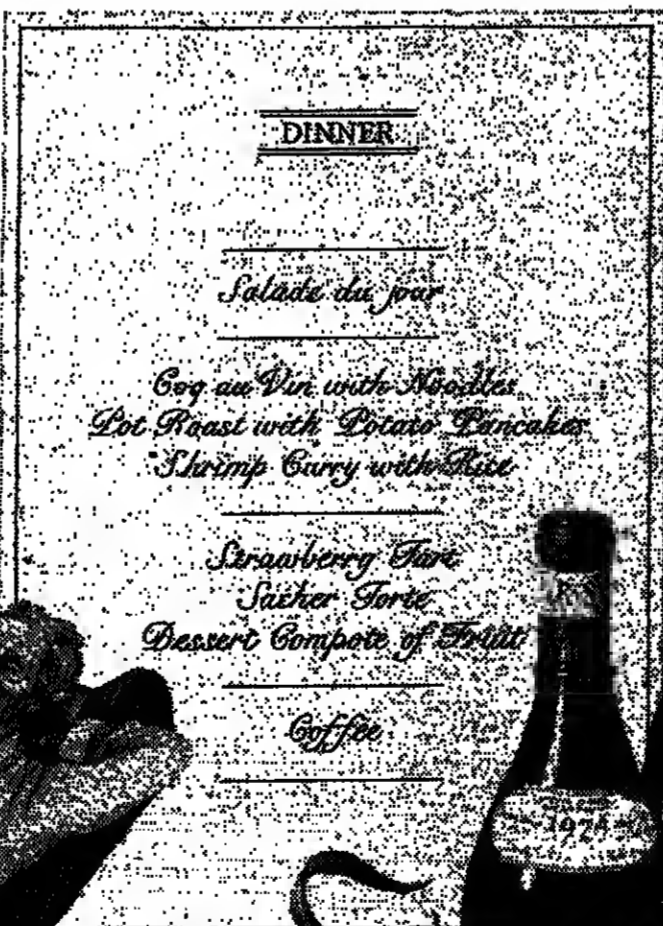 DINNER
Salade du jour
Coq au Vin with Noodles
Pot Roast with Potato Pancakes
Shrimp Curry with Rice
Strawberry Tart
Sacher Torte
Dessert Compote of Fruit
Coffee
1974